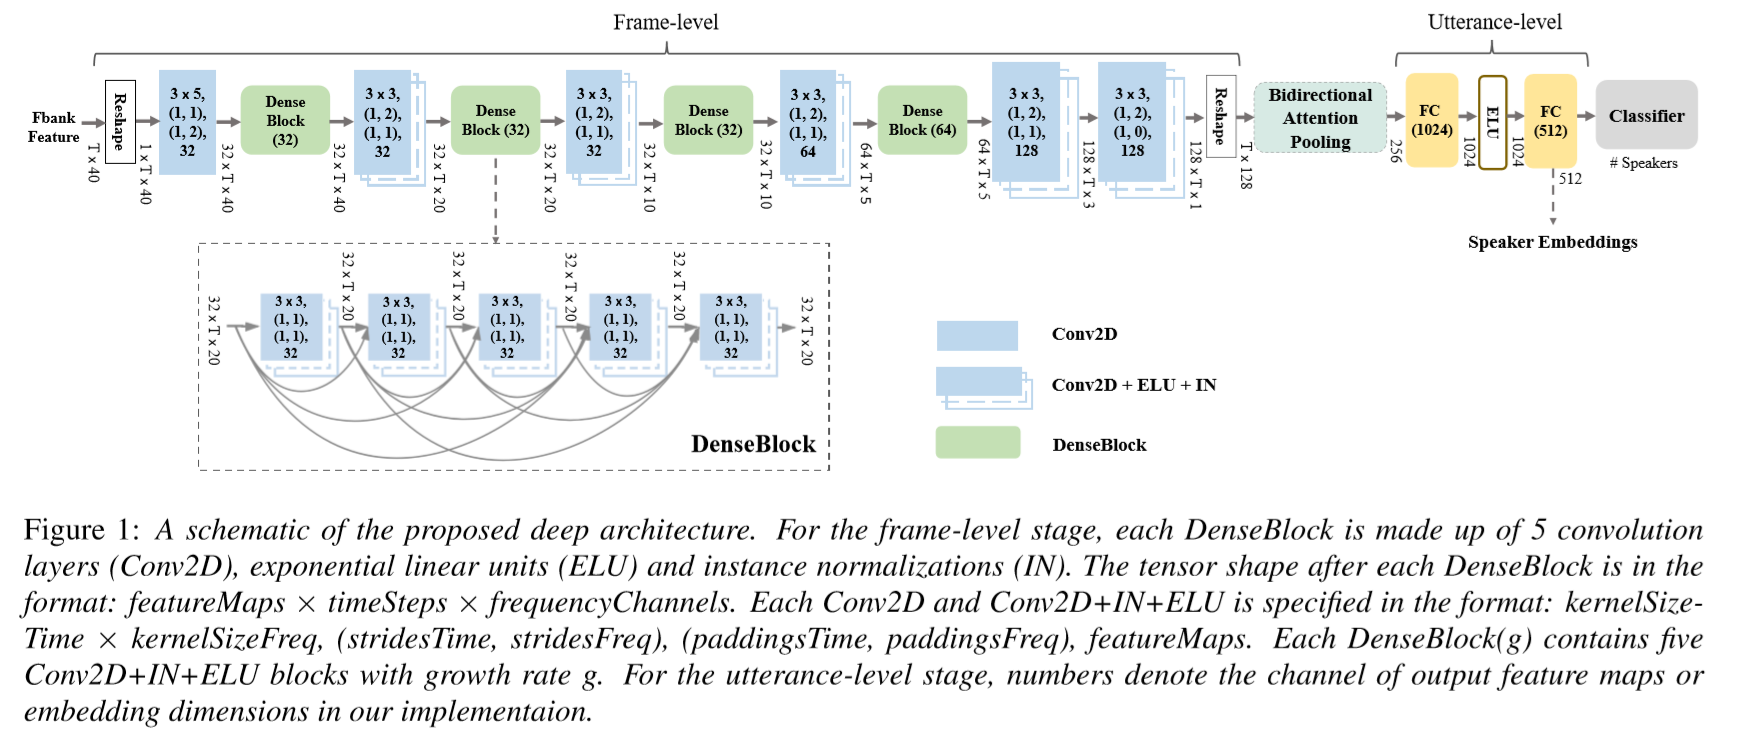 Frame-level
Utterance-level
Fbank
Feature
T x 40
Reshape
1 x T x 40
3 x 5,
(1, 1),
(1, 2),
32
32 x T x 40
Dense
Block
(32)
32 x T x 40
3 x 3,
(1, 2),
(1, 1),
32
32 x T x 20
Dense
Block (32)
32 x T x 20
3 x 3,
(1, 2),
(1, 1),
32
32 x T x 10
Dense
Block (32)
32 x T x 10
3 x 3,
(1, 2),
(1, 1),
64
64 x T x 5
Dense
Block (64)
64 x T x 5
3 x 3,
(1, 2),
(1, 1),
128
128 x T x 3
3 x 3,
(1, 2),
(1, 0),
128
128 x T x 1
Reshape
T x 128
Bidirectional
Attention
Pooling
256
FC
(1024)
1024
ELU
1024
FC
(512)
512
Classifier
# Speakers
Speaker Embeddings
32 x T x 20
3 x 3,
(1, 1),
(1, 1),
32
32 x T x 20
3 x 3,
(1, 1),
(1, 1),
32
32 x T x 20
3 x 3,
(1, 1),
(1, 1),
32
32 x T x 20
3 x 3,
(1, 1),
(1, 1),
32
32 x T x 20
3 x 3,
(1, 1),
(1, 1),
32
32 x T x 20
DenseBlock
Conv2D
Conv2D + ELU + IN
DenseBlock
Figure 1: A schematic of the proposed deep architecture. For the frame-level stage, each DenseBlock is made up of 5 convolution
layers (Conv2D), exponential linear units (ELU) and instance normalizations (IN). The tensor shape after each DenseBlock is in the
format: featureMaps × timeSteps × frequencyChannels. Each Conv2D and Conv2D+IN+ELU is specified in the format: kernelSize-
Time × kernelSizeFreq, (stridesTime, stridesFreq), (paddingsTime, paddingsFreq), featureMaps. Each DenseBlock(g) contains five
Conv2D+IN+ELU blocks with growth rate g. For the utterance-level stage, numbers denote the channel of output feature maps or
embedding dimensions in our implementaion.